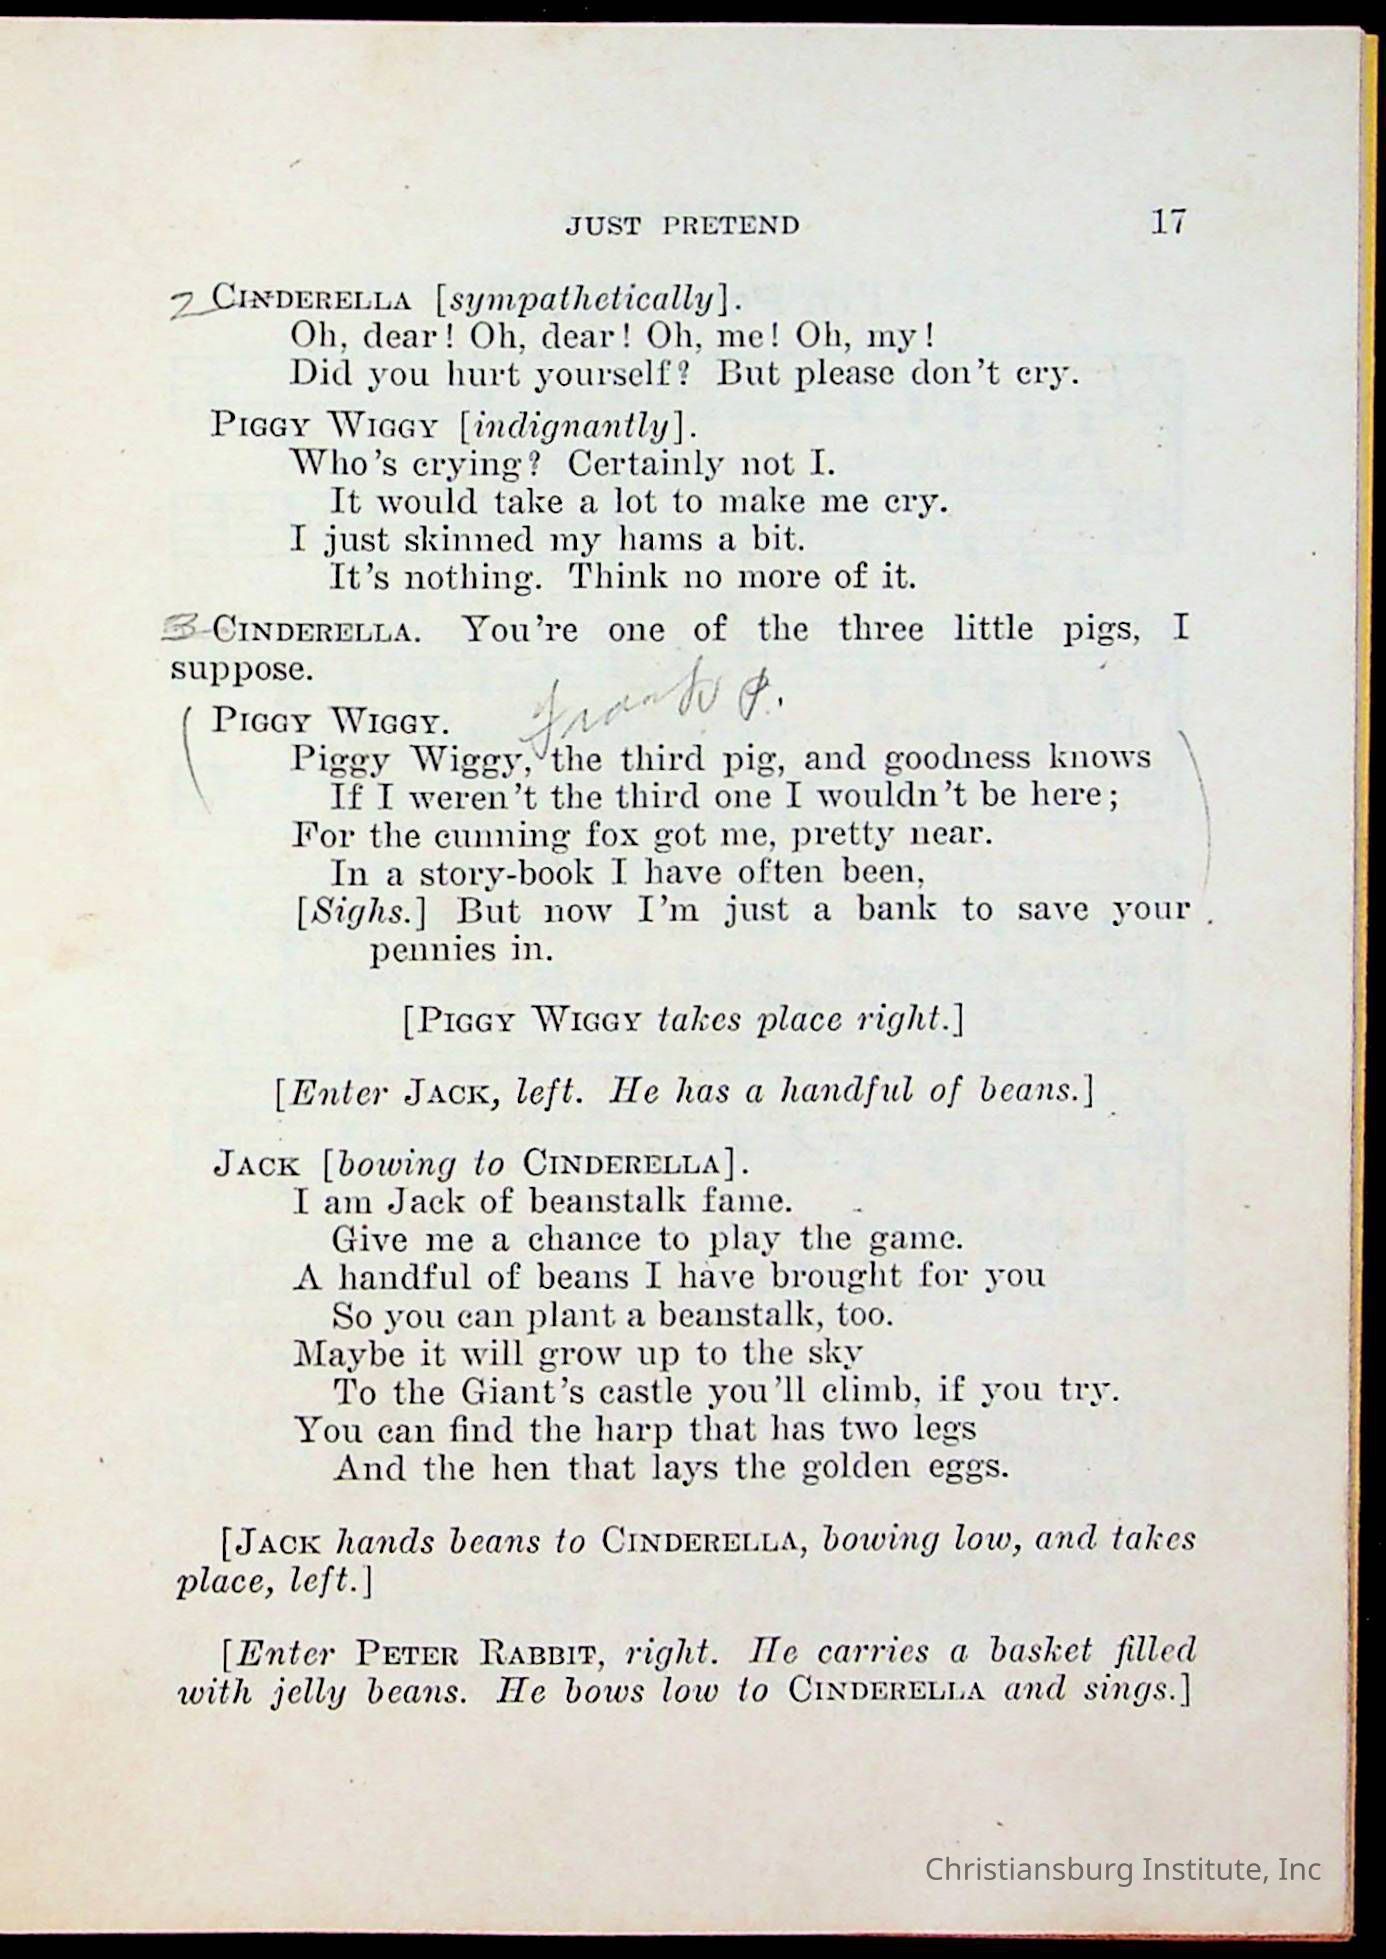 JUST PRETEND 17
2 CINDERELLA [sympathetically].
Oh, dear! Oh, dear! Oh, me! Oh, my!
Did you hurt yourself? But please don't cry.
PIGGY WIGGY [indignantly].
Who's crying? Certainly not I.
It would take a lot to make me cry.
I just skinned my hams a bit.
It's nothing. Think no more of it.
3 CINDERELLA. You're one of the three little pigs, I
suppose.
Frank P.
( PIGGY WIGGY.
Piggy Wiggy, the third pig, and goodness knows )
If I weren't the third one I wouldn't be here;
For the cunning fox got me, pretty near.
In a story-book I have often been,
[Sighs.] But now I'm just a bank to save your
pennies in.
[PIGGY WIGGY takes place right.]
[Enter JACK, left. He has a handful of beans.]
JACK [bowing to CINDERELLA].
I am Jack of beanstalk fame.
Give me a chance to play the game.
A handful of beans I have brought for you
So you can plant a beanstalk, too.
Maybe it will grow up to the sky
To the Giant's castle you'll climb, if you try.
You can find the harp that has two legs
And the hen that lays the golden eggs.
[JACK hands beans to CINDERELLA, bowing low, and takes
place, left.]
[Enter PETER RABBIT, right. He carries a basket filled
with jelly beans. He bows low to CINDERELLA and sings.]
Christiansburg Institute, Inc